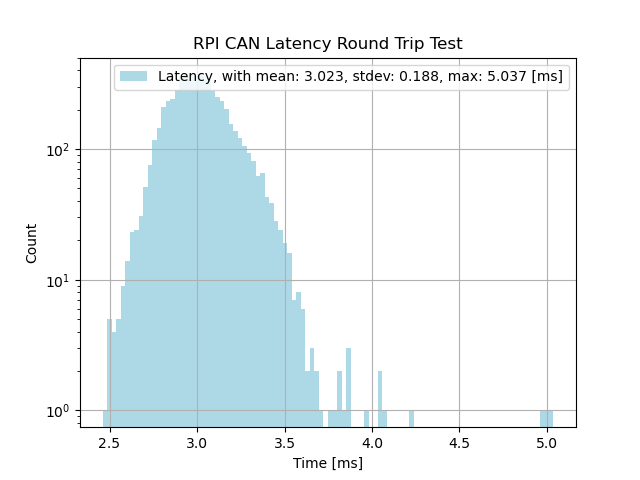 RPI CAN Latency Round Trip Test
Latency, with mean: 3.023, stdev: 0.188, max: 5.037 [ms]
10²
10¹
10⁰
Count
2.5 3.0 3.5 4.0 4.5 5.0
Time [ms]